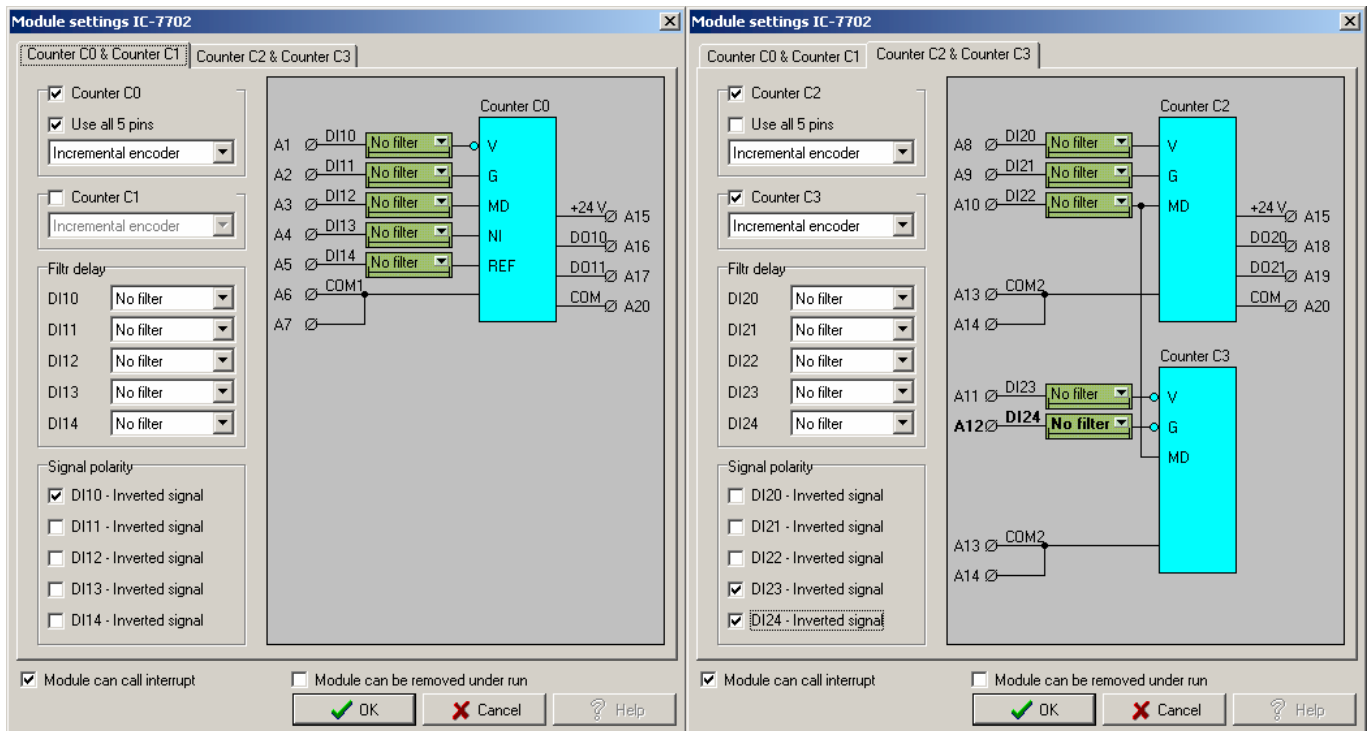 Module settings IC-7702
Counter C0 & Counter C1
Counter C2 & Counter C3
Counter C0
Use all 5 pins
Incremental encoder
Counter C1
Incremental encoder
Filtr delay
DI10 No filter
DI11 No filter
DI12 No filter
DI13 No filter
DI14 No filter
Signal polarity
DI10 - Inverted signal
DI11 - Inverted signal
DI12 - Inverted signal
DI13 - Inverted signal
DI14 - Inverted signal
Counter C0
A1 DI10 No filter V
A2 DI11 No filter G
A3 DI12 No filter MD +24 V A15
A4 DI13 No filter NI DO10 A16
A5 DI14 No filter REF DO11 A17
A6 COM1 COM A20
A7
Module can call interrupt
Module can be removed under run
OK
Cancel
Help
Module settings IC-7702
Counter C0 & Counter C1
Counter C2 & Counter C3
Counter C2
Use all 5 pins
Incremental encoder
Counter C3
Incremental encoder
Filtr delay
DI20 No filter
DI21 No filter
DI22 No filter
DI23 No filter
DI24 No filter
Signal polarity
DI20 - Inverted signal
DI21 - Inverted signal
DI22 - Inverted signal
DI23 - Inverted signal
DI24 - Inverted signal
Counter C2
A8 DI20 No filter V
A9 DI21 No filter G
A10 DI22 No filter MD +24 V A15
DO20 A18
DO21 A19
A13 COM2 COM A20
A14
Counter C3
A11 DI23 No filter V
A12 DI24 No filter G
MD
A13 COM2
A14
Module can call interrupt
Module can be removed under run
OK
Cancel
Help